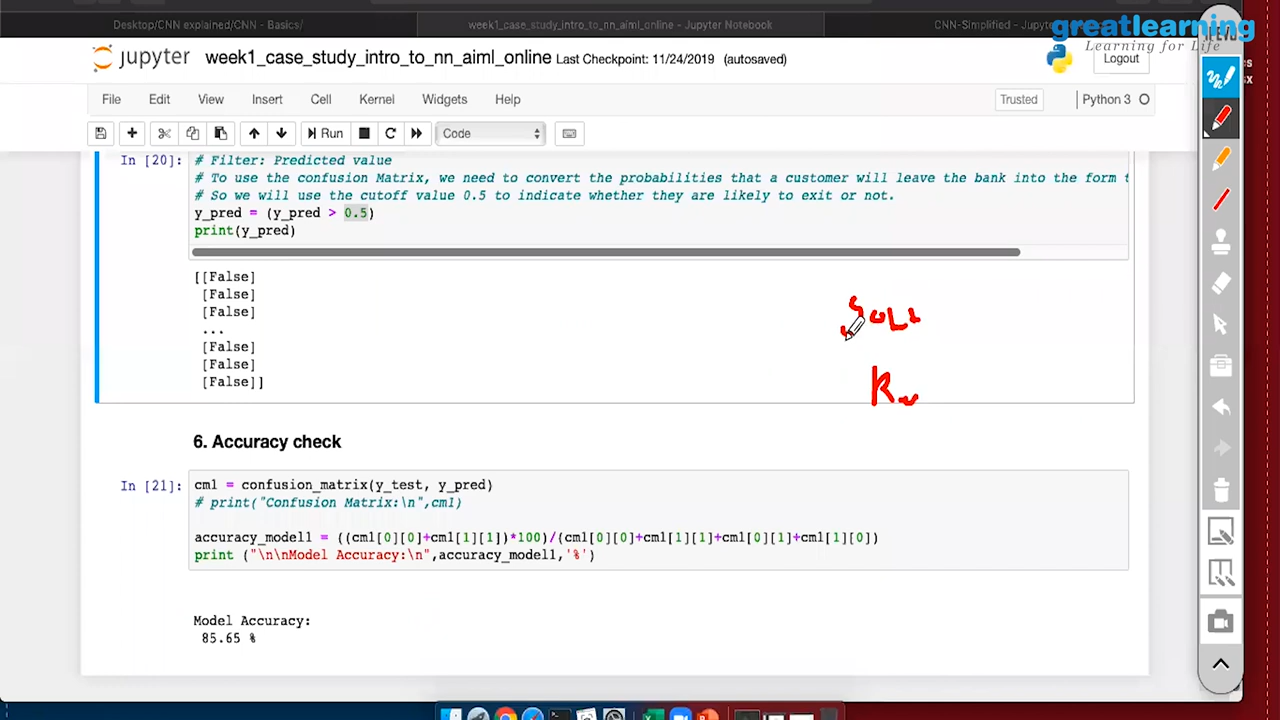 Desktop/CNN explained/CNN - Basics/
week1_case_study_intro_to_nn_aiml_online - Jupyter Notebook
CNN-Simplified - Ju
greatlearning
Learning for Life
jupyter week1_case_study_intro_to_nn_aiml_online Last Checkpoint: 11/24/2019 (autosaved)
Logout
File Edit View Insert Cell Kernel Widgets Help
Trusted Python 3
Run Code
In [20]: # Filter: Predicted value
# To use the confusion Matrix, we need to convert the probabilities that a customer will leave the bank into the form t
# So we will use the cutoff value 0.5 to indicate whether they are likely to exit or not.
y_pred = (y_pred > 0.5)
print(y_pred)
[[False]
[False]
[False]
...
[False]
[False]
[False]]
6. Accuracy check
In [21]: cm1 = confusion_matrix(y_test, y_pred)
# print("Confusion Matrix:\n",cm1)
accuracy_model1 = ((cm1[0][0]+cm1[1][1])*100)/(cm1[0][0]+cm1[1][1]+cm1[0][1]+cm1[1][0])
print ("\n\nModel Accuracy:\n",accuracy_model1,'%')
Model Accuracy:
85.65 %